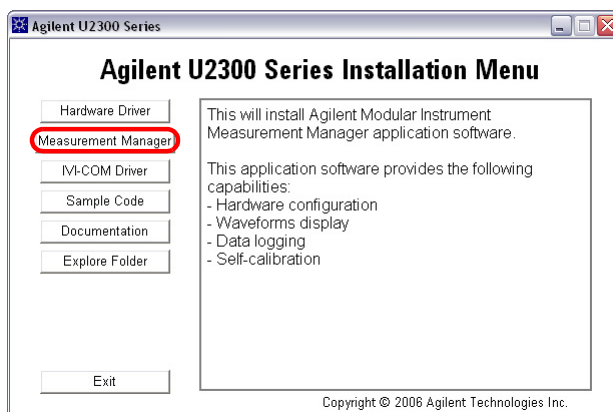 Agilent U2300 Series
Agilent U2300 Series Installation Menu
Hardware Driver
Measurement Manager
IVI-COM Driver
Sample Code
Documentation
Explore Folder
Exit
This will install Agilent Modular Instrument
Measurement Manager application software.
This application software provides the following
capabilities:
- Hardware configuration
- Waveforms display
- Data logging
- Self-calibration
Copyright © 2006 Agilent Technologies Inc.